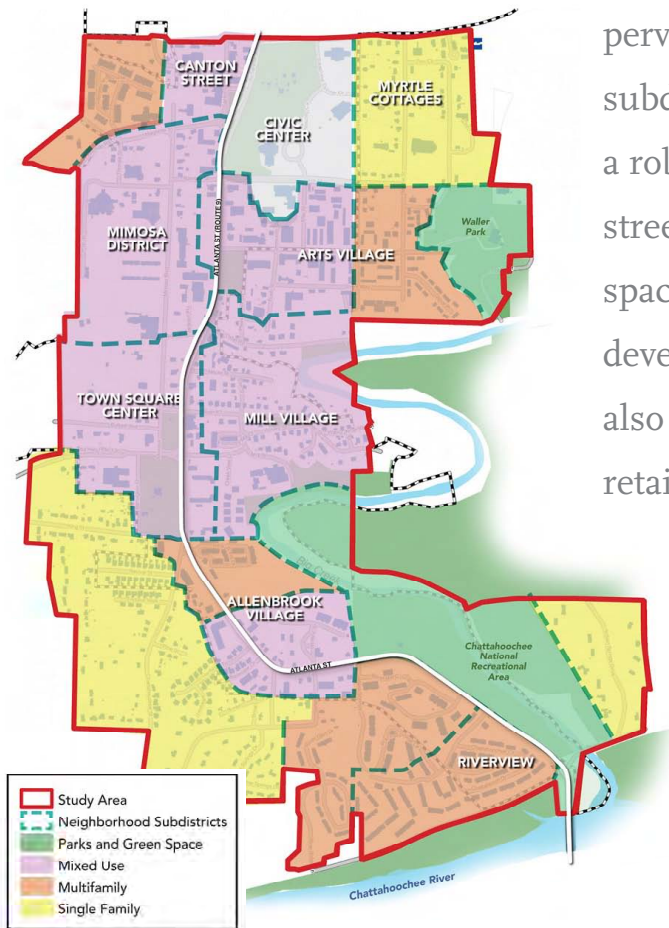 CANTON
STREET
CIVIC
CENTER
MYRTLE
COTTAGES
MIMOSA
DISTRICT
ATLANTA ST (ROUTE 9)
ARTS VILLAGE
Waller
Park
TOWN SQUARE
CENTER
MILL VILLAGE
Big Creek
ALLENBROOK
VILLAGE
ATLANTA ST
Chattahoochee
National
Recreational
Area
RIVERVIEW
Chattahoochee River
Study Area
Neighborhood Subdistricts
Parks and Green Space
Mixed Use
Multifamily
Single Family
perv
a rol
stree
spac
deve
also
retai